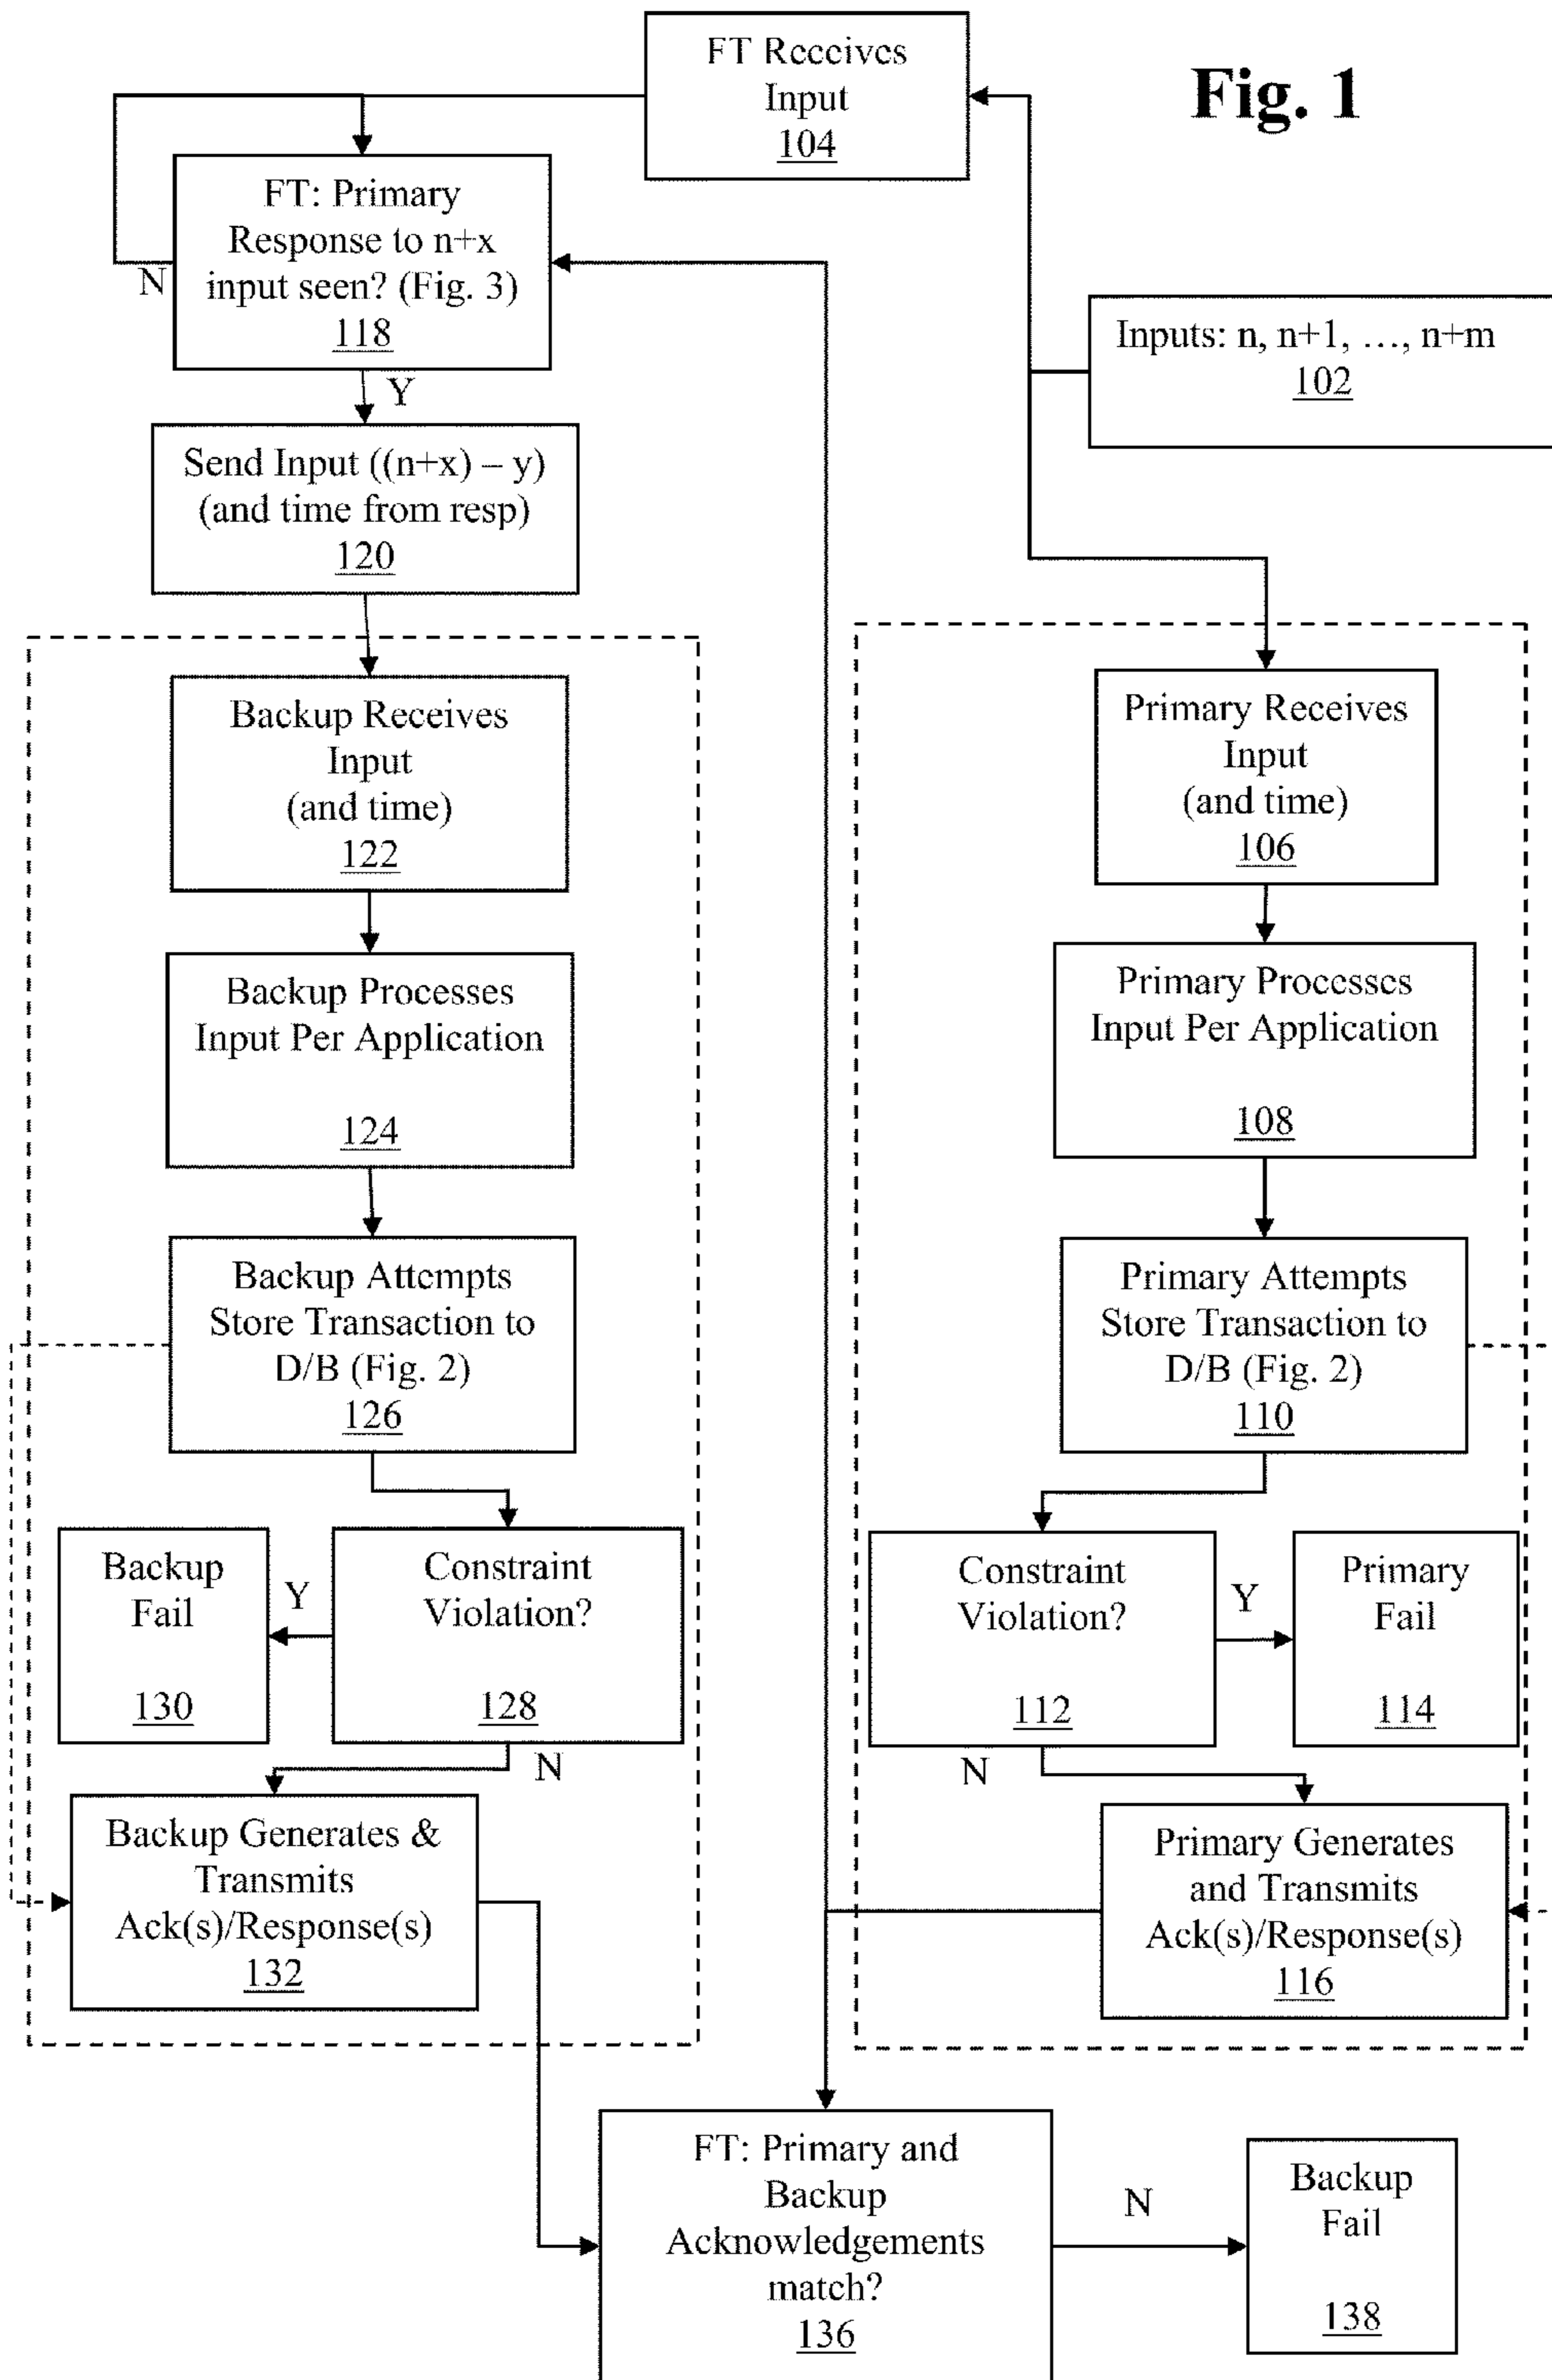 Fig. 1
FT Receives
Input
104
FT: Primary
Response to n+x
input seen? (Fig. 3)
118
N
Y
Inputs: n, n+1, …, n+m
102
Send Input ((n+x) – y)
(and time from resp)
120
Backup Receives
Input
(and time)
122
Primary Receives
Input
(and time)
106
Backup Processes
Input Per Application
124
Primary Processes
Input Per Application
108
Backup Attempts
Store Transaction to
D/B (Fig. 2)
126
Primary Attempts
Store Transaction to
D/B (Fig. 2)
110
Backup
Fail
130
Y
Constraint
Violation?
128
N
Constraint
Violation?
112
Y
N
Primary
Fail
114
Backup Generates &
Transmits
Ack(s)/Response(s)
132
Primary Generates
and Transmits
Ack(s)/Response(s)
116
FT: Primary and
Backup
Acknowledgements
match?
136
N
Backup
Fail
138